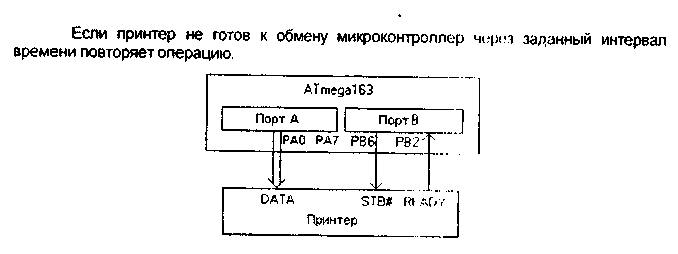 Если принтер не готов к обмену микроконтроллер через заданный интервал
времени повторяет операцию.
ATmega163
Порт А Порт В
PA0 PA7 PB6 PB2
DATA STB# READY
Принтер